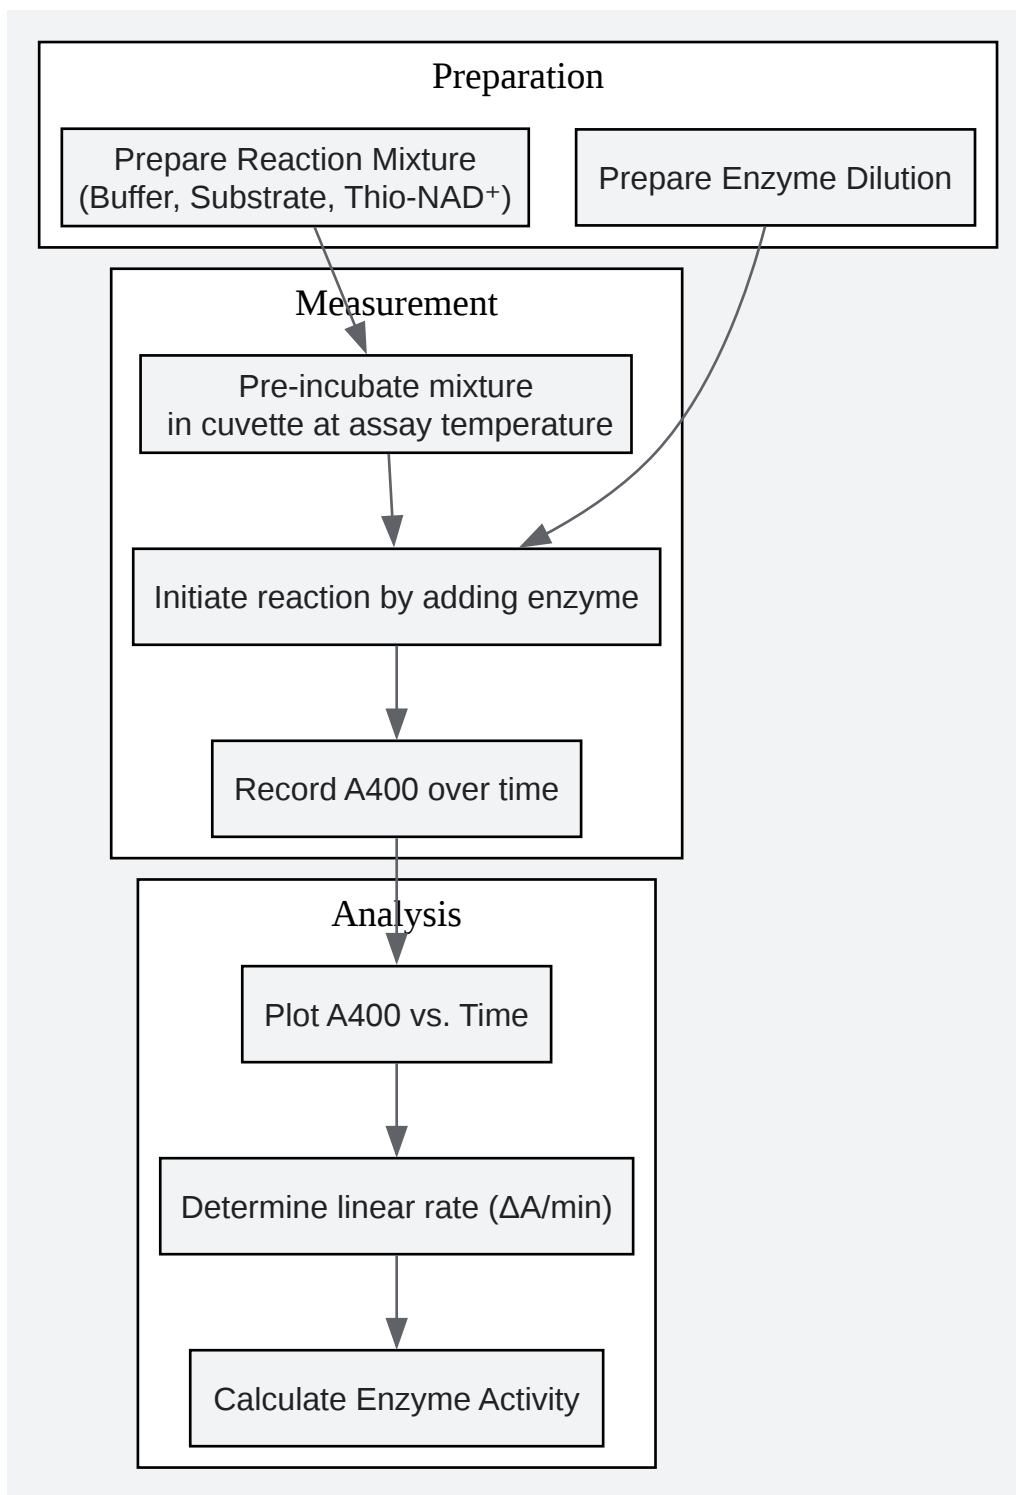 Preparation
Prepare Reaction Mixture
(Buffer, Substrate, Thio-NAD⁺)
Prepare Enzyme Dilution
Measurement
Pre-incubate mixture
in cuvette at assay temperature
Initiate reaction by adding enzyme
Record A400 over time
Analysis
Plot A400 vs. Time
Determine linear rate (ΔA/min)
Calculate Enzyme Activity